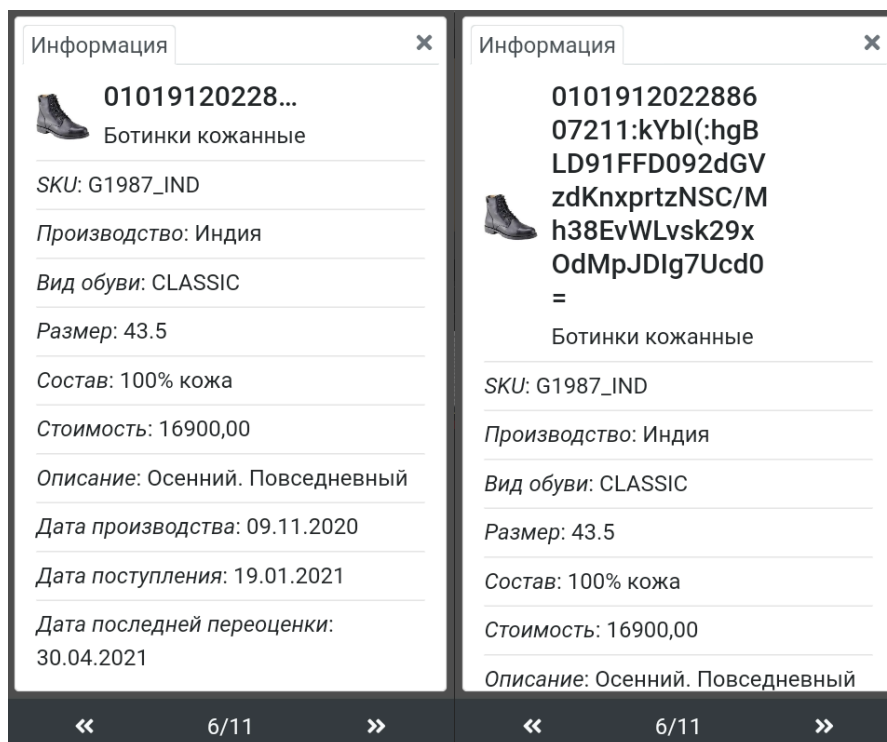 Информация
01019120228...
Ботинки кожанные
SKU: G1987_IND
Производство: Индия
Вид обуви: CLASSIC
Размер: 43.5
Состав: 100% кожа
Стоимость: 16900,00
Описание: Осенний. Повседневный
Дата производства: 09.11.2020
Дата поступления: 19.01.2021
Дата последней переоценки:
30.04.2021
« 6/11 »
Информация
0101912022886
07211:kYbI(:hgB
LD91FFD092dGV
zdKnxprtzNSC/M
h38EvWLvsk29x
OdMpJDIg7Ucd0
=
Ботинки кожанные
SKU: G1987_IND
Производство: Индия
Вид обуви: CLASSIC
Размер: 43.5
Состав: 100% кожа
Стоимость: 16900,00
Описание: Осенний. Повседневный
« 6/11 »